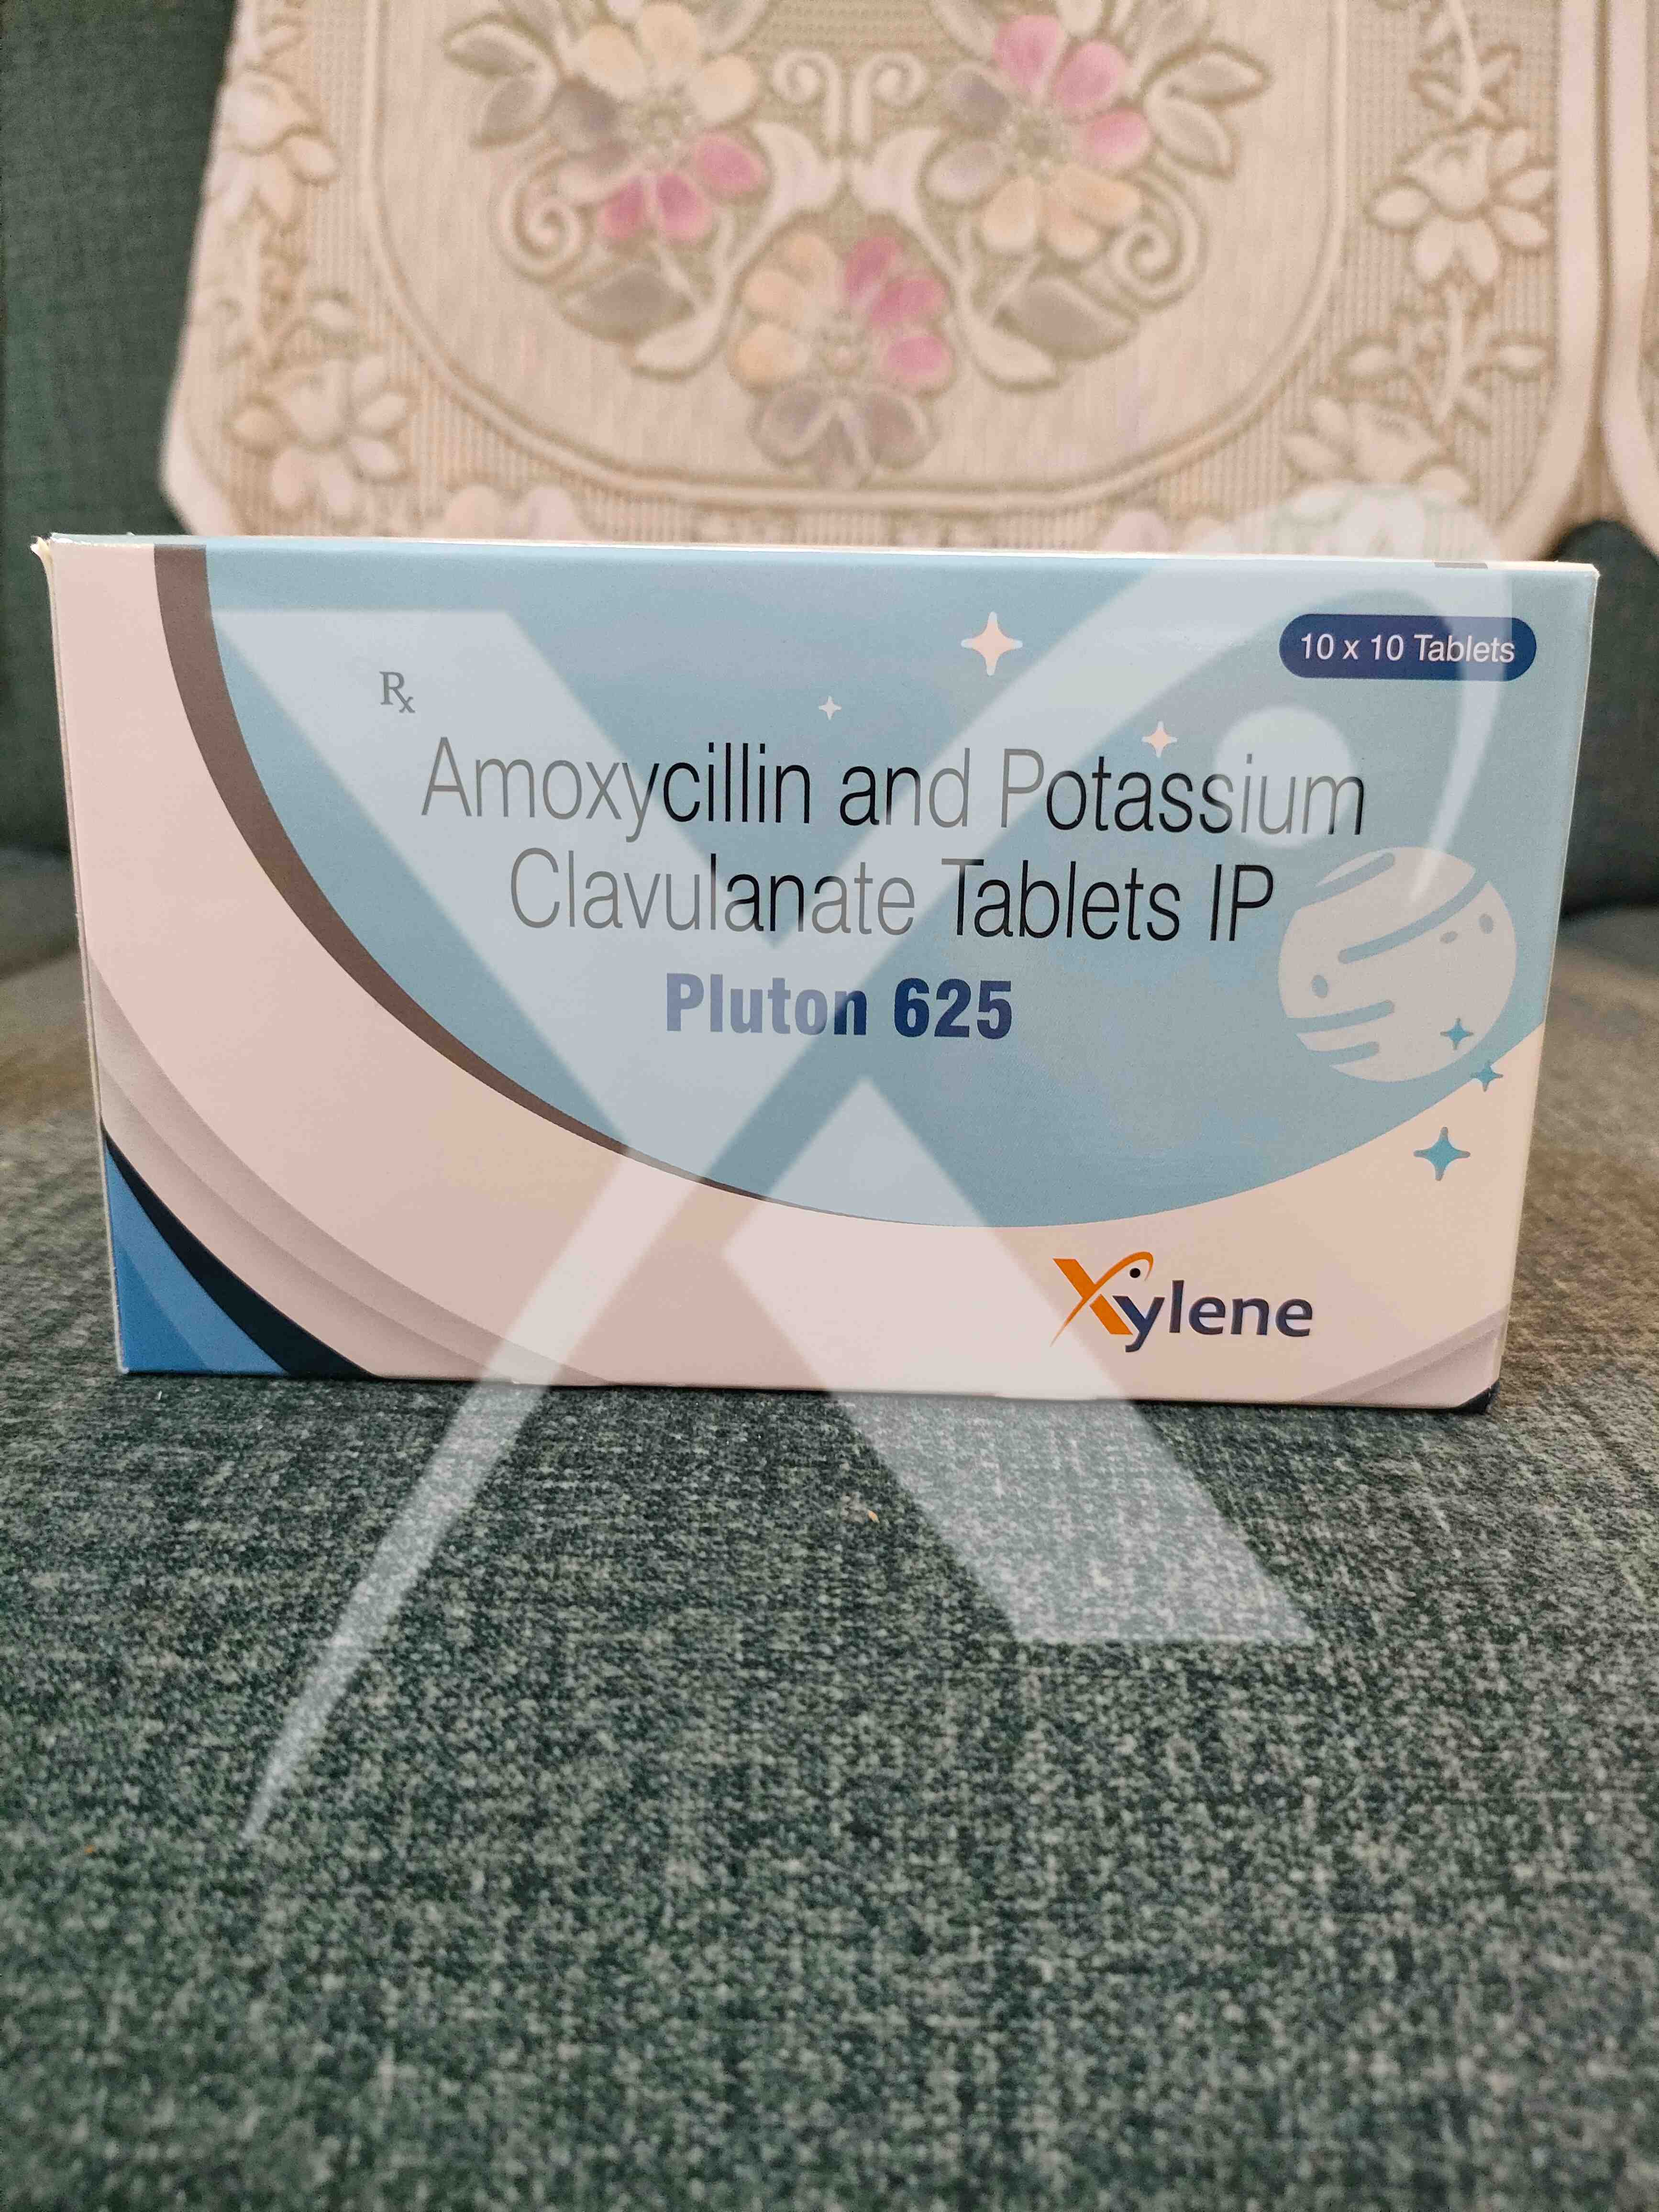 10 x 10 Tablets
Rx
Amoxycillin and Potassium
Clavulanate Tablets IP
Pluton 625
Xylene